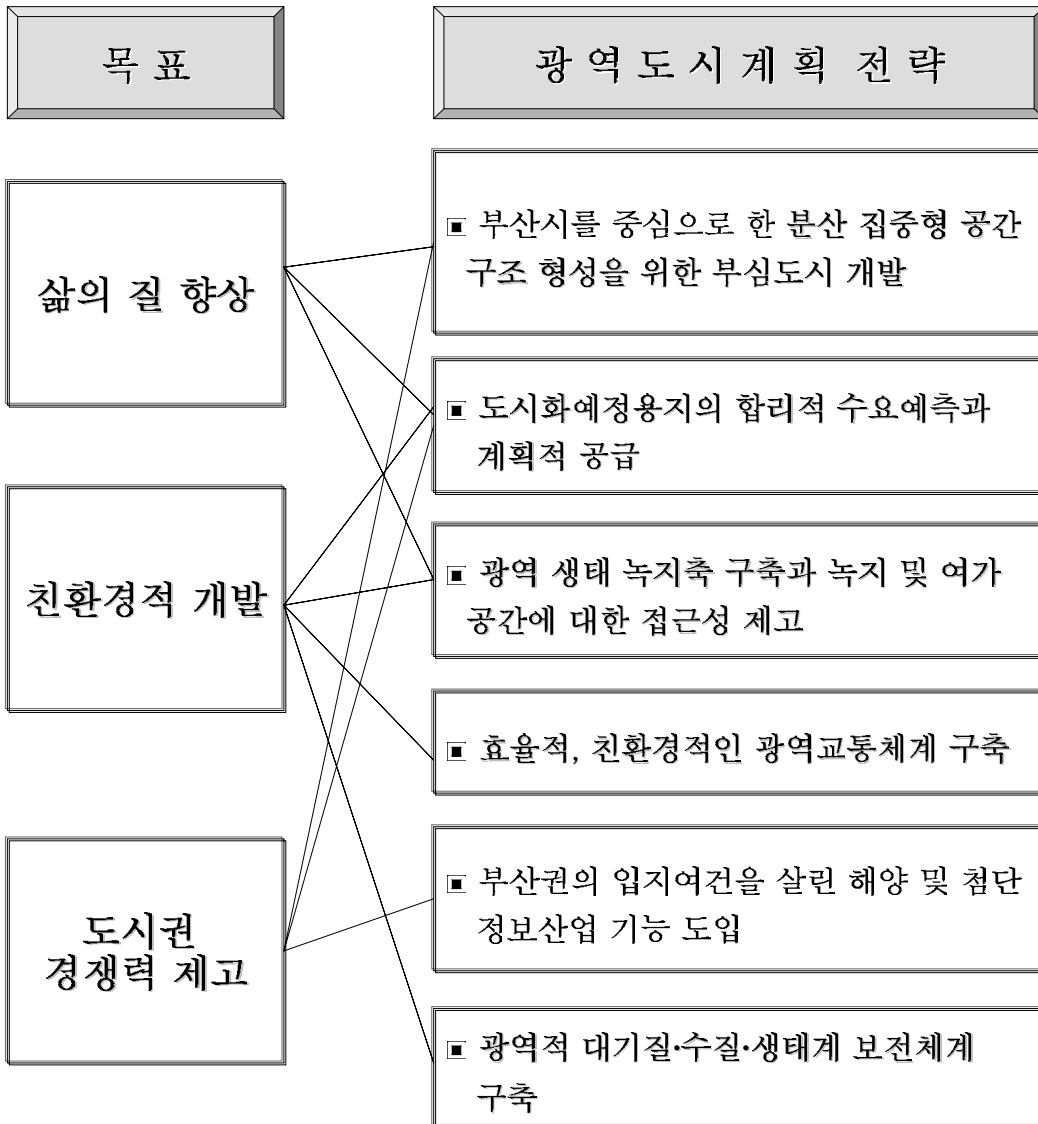 목 표
광 역 도 시 계 획 전 략
삶의 질 향상
친환경적 개발
도시권
경쟁력 제고
▣ 부산시를 중심으로 한 분산 집중형 공간
구조 형성을 위한 부심도시 개발
▣ 도시화예정용지의 합리적 수요예측과
계획적 공급
▣ 광역 생태 녹지축 구축과 녹지 및 여가
공간에 대한 접근성 제고
▣ 효율적, 친환경적인 광역교통체계 구축
▣ 부산권의 입지여건을 살린 해양 및 첨단
정보산업 기능 도입
▣ 광역적 대기질·수질·생태계 보전체계
구축